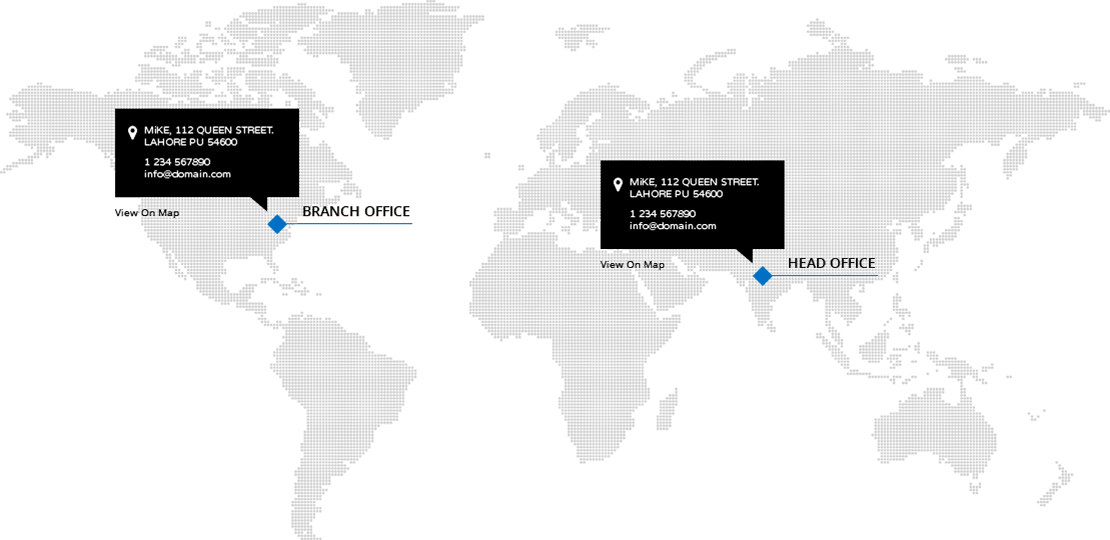 MiKE, 112 QUEEN STREET.
LAHORE PU 54600
1 234 567890
info@domain.com
View On Map
BRANCH OFFICE
MiKE, 112 QUEEN STREET.
LAHORE PU 54600
1 234 567890
info@domain.com
View On Map
HEAD OFFICE